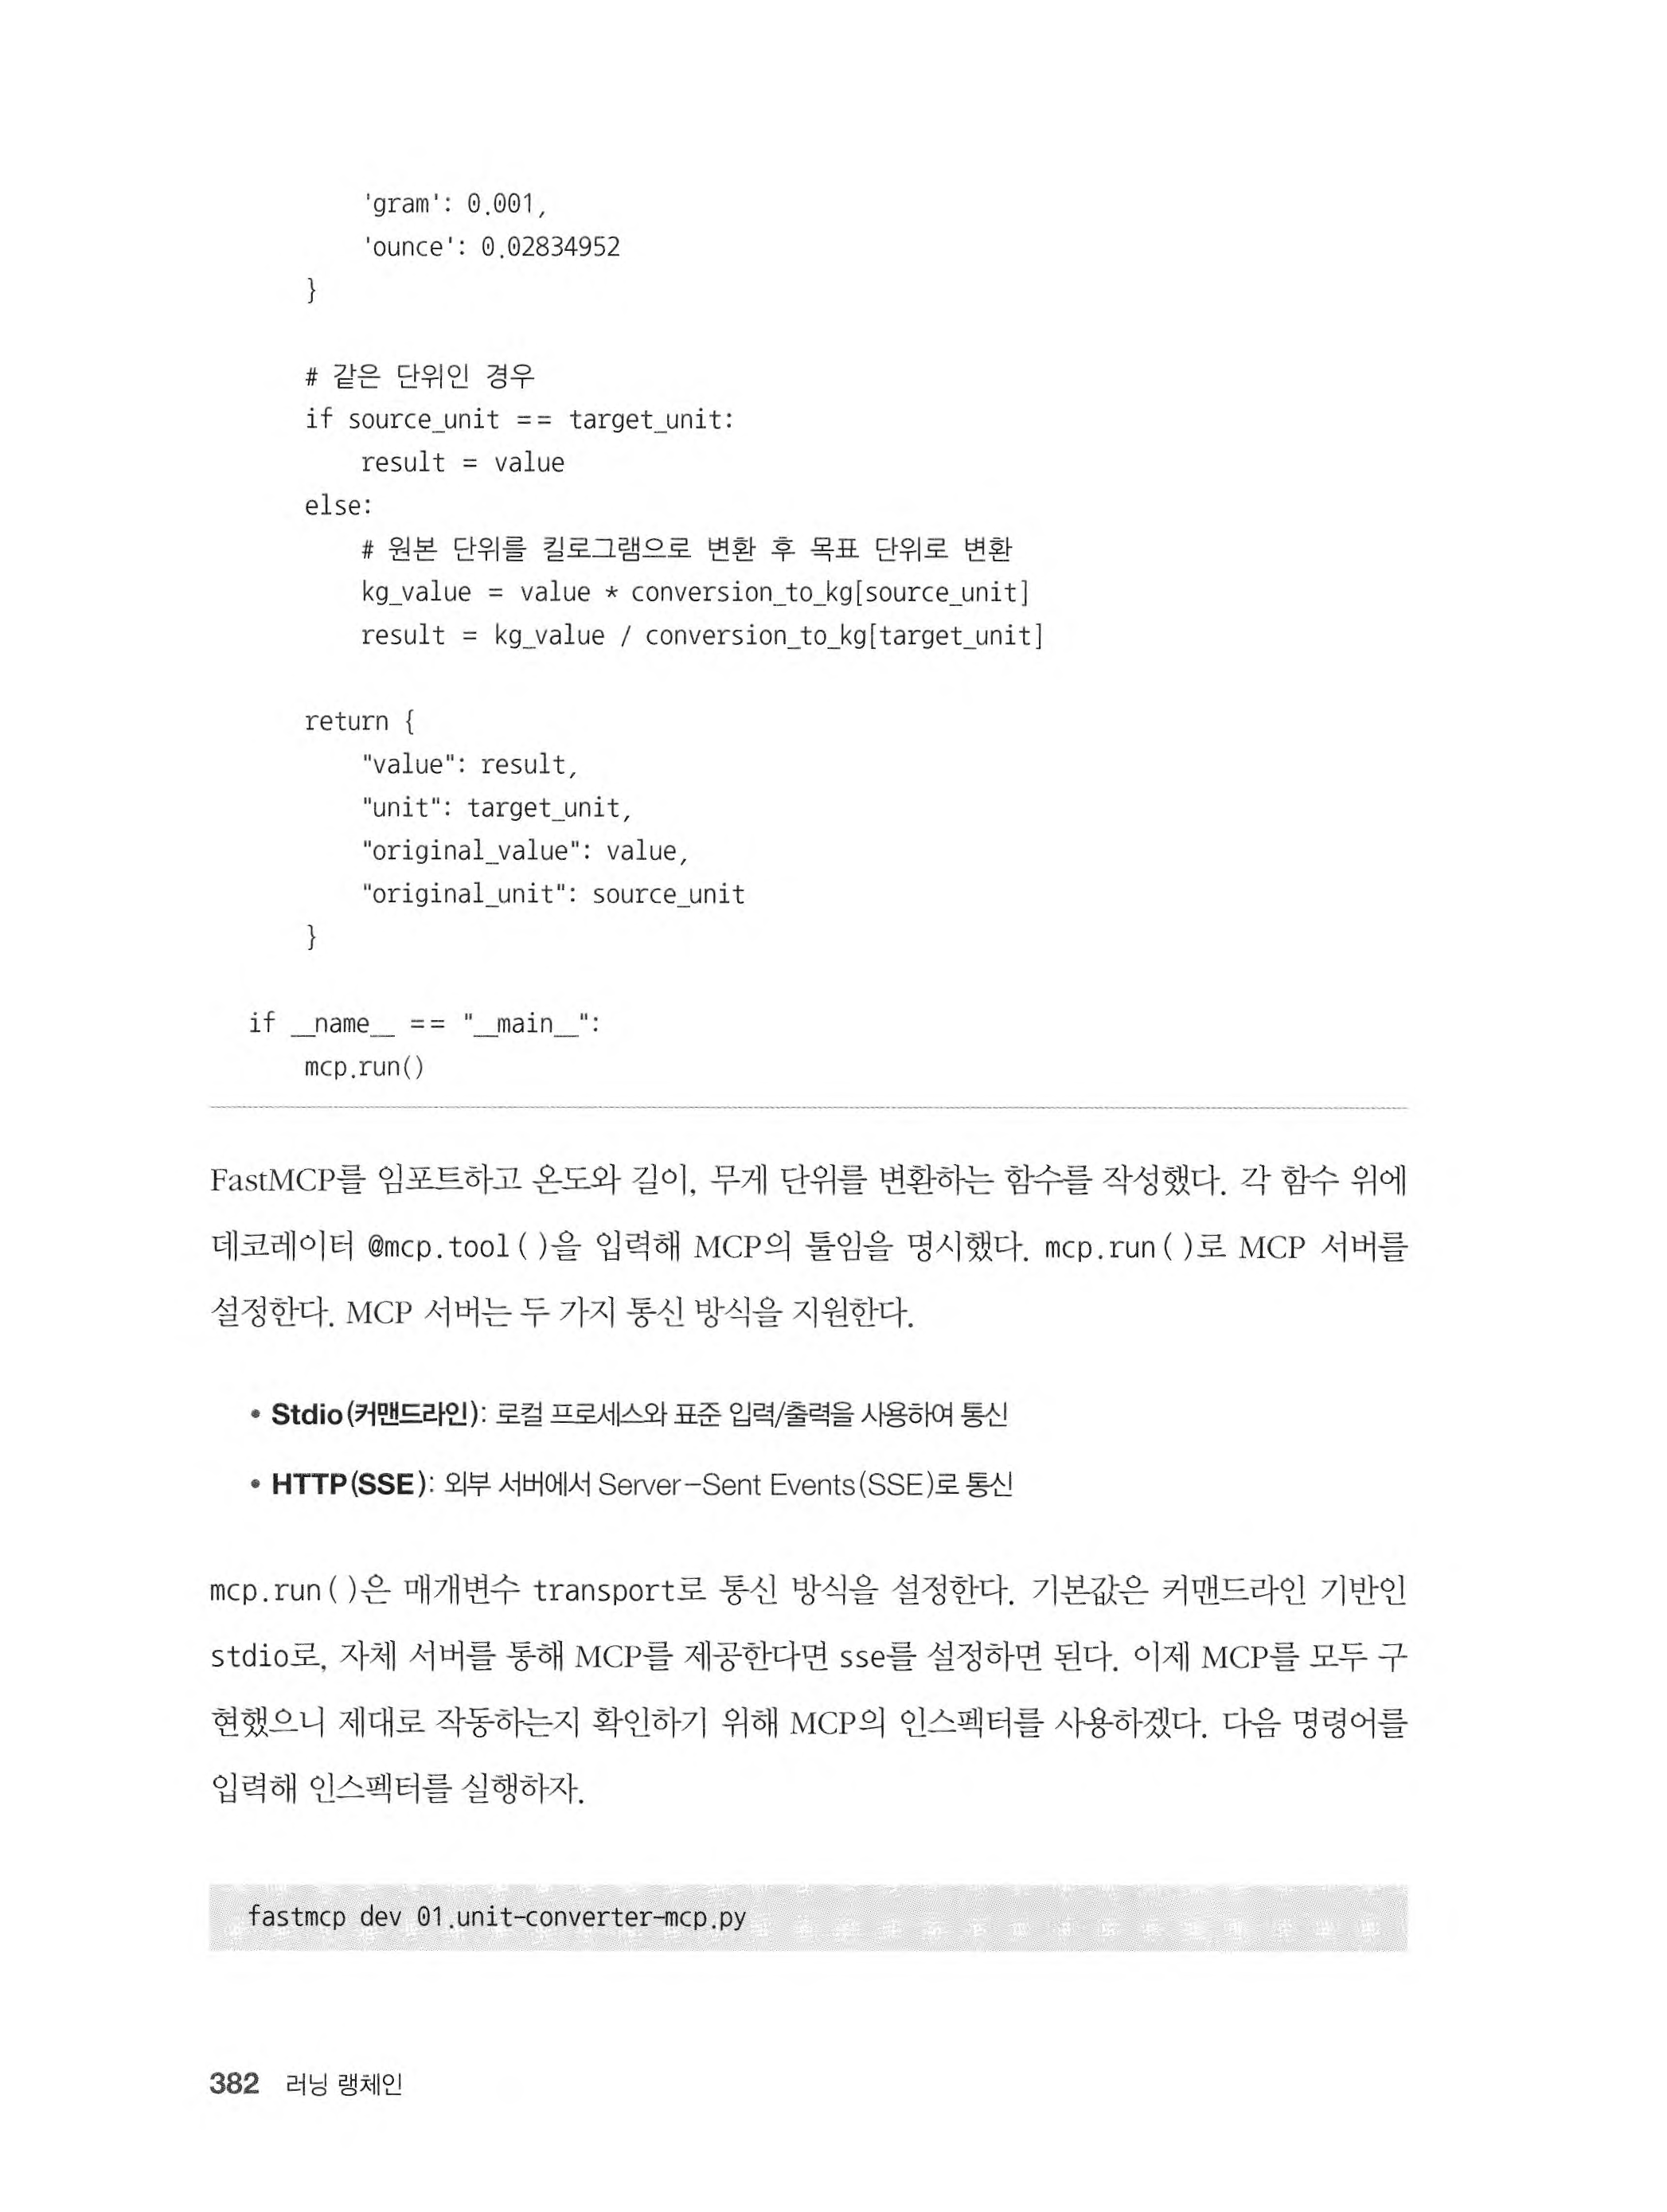 'gram': 0.001,
        'ounce': 0.02834952
    }

    # 같은 단위인 경우
    if source_unit == target_unit:
        result = value
    else:
        # 원본 단위를 킬로그램으로 변환 후 목표 단위로 변환
        kg_value = value * conversion_to_kg[source_unit]
        result = kg_value / conversion_to_kg[target_unit]

    return {
        "value": result,
        "unit": target_unit,
        "original_value": value,
        "original_unit": source_unit
    }

if __name__ == "__main__":
    mcp.run()

FastMCP를 임포트하고 온도와 길이, 무게 단위를 변환하는 함수를 작성했다. 각 함수 위에
데코레이터 @mcp.tool()을 입력해 MCP의 툴임을 명시했다. mcp.run()로 MCP 서버를
설정한다. MCP 서버는 두 가지 통신 방식을 지원한다.

• Stdio(커맨드라인): 로컬 프로세스와 표준 입력/출력을 사용하여 통신
• HTTP(SSE): 외부 서버에서 Server-Sent Events(SSE)로 통신

mcp.run()은 매개변수 transport로 통신 방식을 설정한다. 기본값은 커맨드라인 기반인
stdio로, 자체 서버를 통해 MCP를 제공한다면 sse를 설정하면 된다. 이제 MCP를 모두 구
현했으니 제대로 작동하는지 확인하기 위해 MCP의 인스펙터를 사용하겠다. 다음 명령어를
입력해 인스펙터를 실행하자.

fastmcp dev 01.unit-converter-mcp.py

382 러닝 랭체인